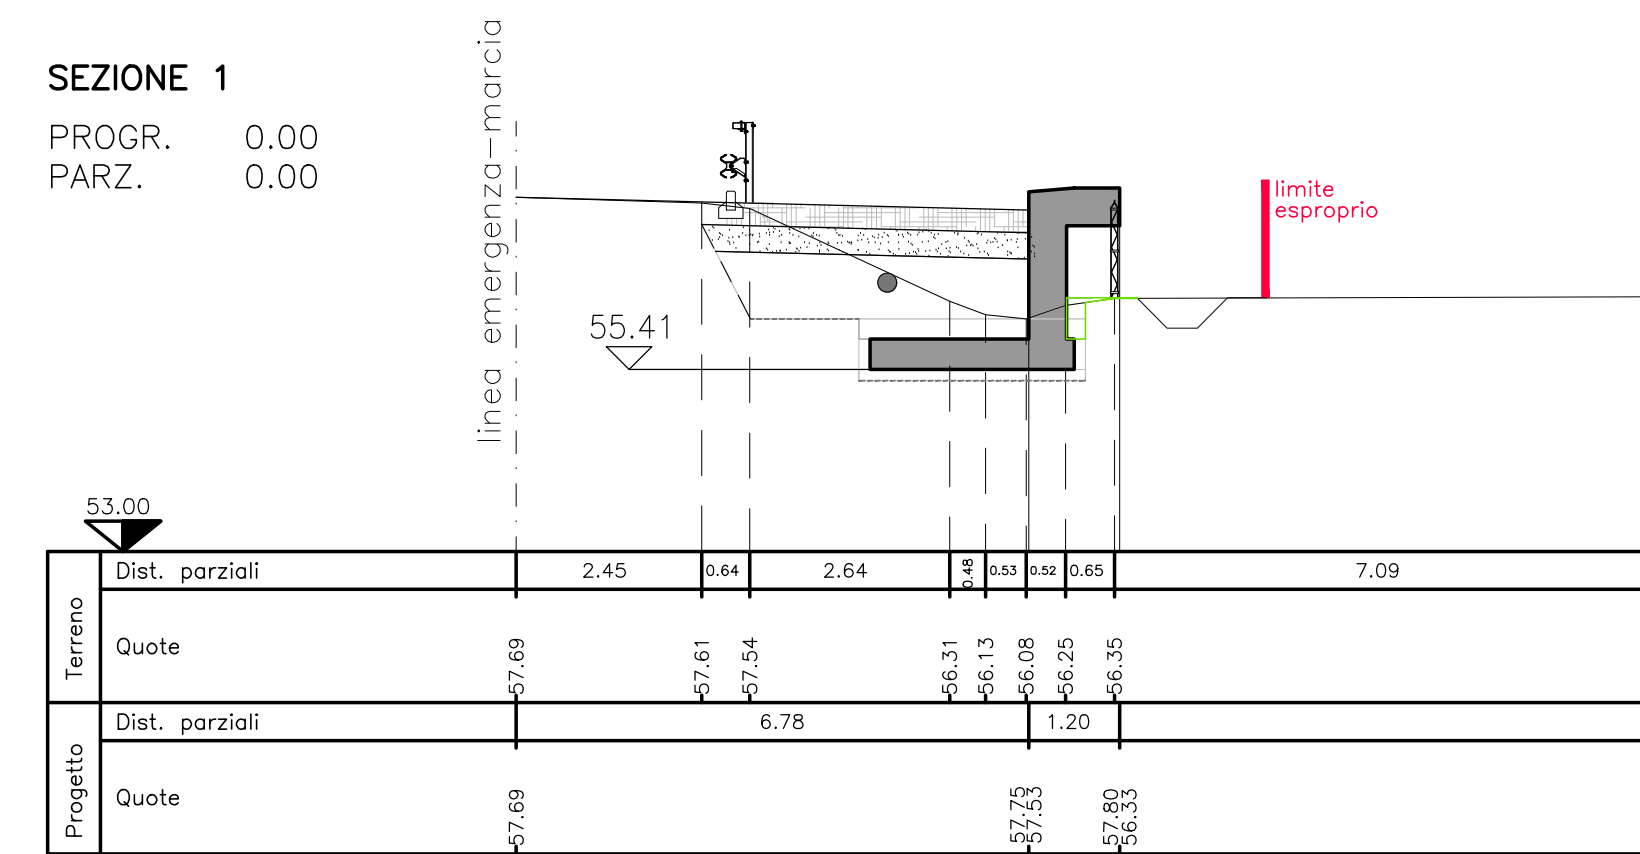 SEZIONE 1
PROGR. 0.00
PARZ. 0.00
linea emergenza-marcia
limite
esproprio
55.41
53.00
Terreno
Dist. parziali 2.45 0.64 2.64 0.48 0.53 0.52 0.65 7.09
Quote 57.69 57.61 57.54 56.31 56.13 56.08 56.25 56.35
Progetto
Dist. parziali 6.78 1.20
Quote 57.69 57.75 57.53 57.80 56.33